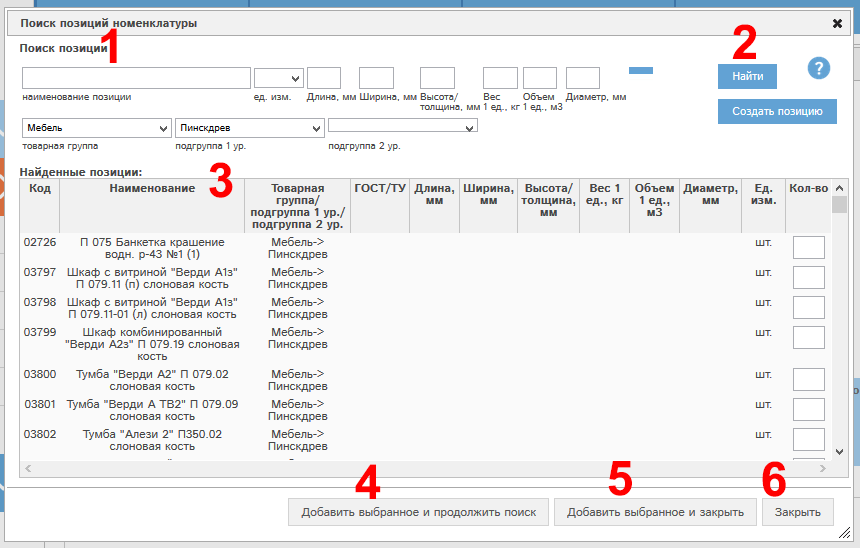 Поиск позиций номенклатуры
1
2
Поиск позиции
Найти
?
наименование позиции
ед. изм.
Длина, мм
Ширина, мм
Высота/
толщина, мм
Вес
1 ед., кг
Объем
1 ед., м3
Диаметр, мм
Создать позицию
Мебель
Пинскдрев
товарная группа
подгруппа 1 ур.
подгруппа 2 ур.
3
Найденные позиции:
Код
Наименование
Товарная
группа/
подгруппа 1 ур./
подгруппа 2 ур.
ГОСТ/ТУ
Длина,
мм
Ширина,
мм
Высота/
толщина,
мм
Вес 1
ед., кг
Объем
1 ед.,
м3
Диаметр,
мм
Ед.
изм.
Кол-во
02726
П 075 Банкетка крашение
водн. р-43 №1 (1)
Мебель->
Пинскдрев
шт.
03797
Шкаф с витриной "Верди А1з"
П 079.11 (п) слоновая кость
Мебель->
Пинскдрев
шт.
03798
Шкаф с витриной "Верди А1з"
П 079.11-01 (л) слоновая кость
Мебель->
Пинскдрев
шт.
03799
Шкаф комбинированный
"Верди А2з" П 079.19 слоновая
кость
Мебель->
Пинскдрев
шт.
03800
Тумба "Верди А2" П 079.02
слоновая кость
Мебель->
Пинскдрев
шт.
03801
Тумба "Верди А ТВ2" П 079.09
слоновая кость
Мебель->
Пинскдрев
шт.
03802
Тумба "Алези 2" П350.02
слоновая кость
Мебель->
Пинскдрев
шт.
4
5
6
Добавить выбранное и продолжить поиск
Добавить выбранное и закрыть
Закрыть